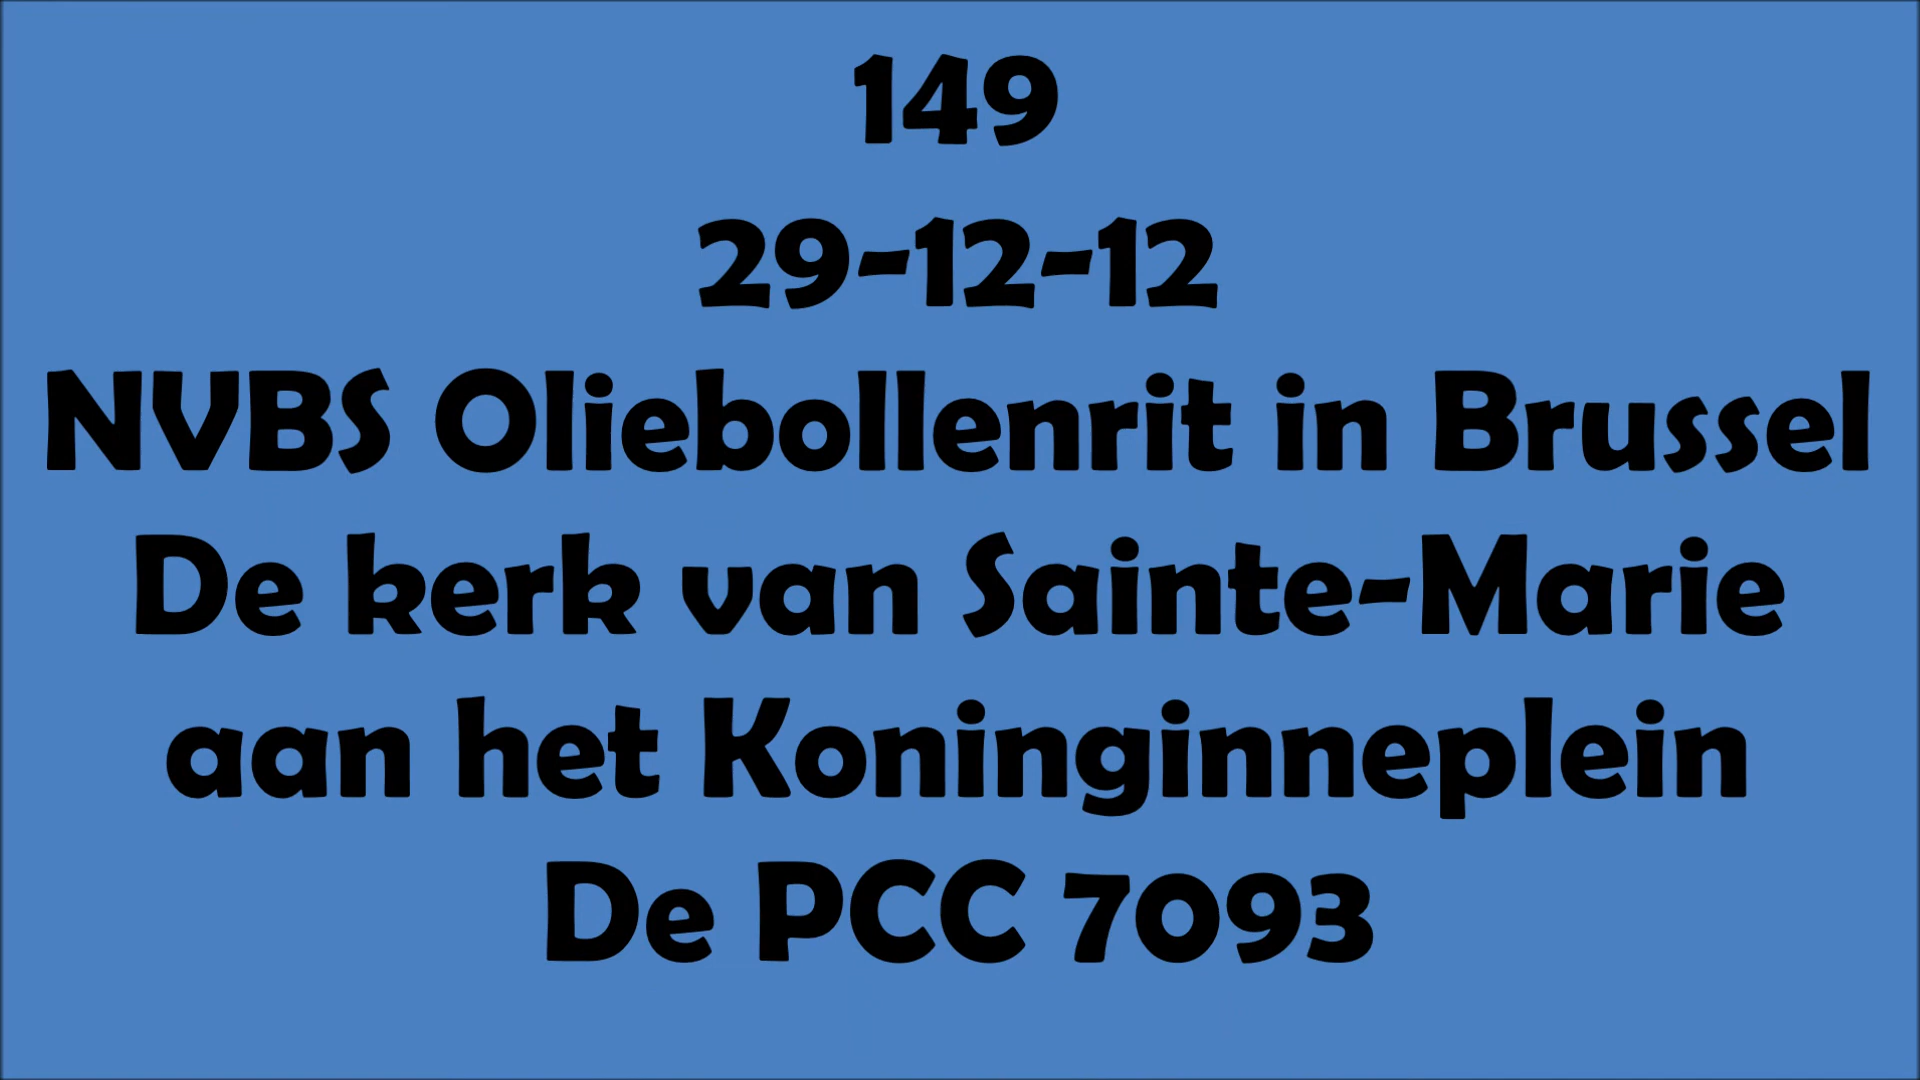 149
29-12-12
NVBS Oliebollenrit in Brussel
De kerk van Sainte-Marie
aan het Koninginneplein
De PCC 7093